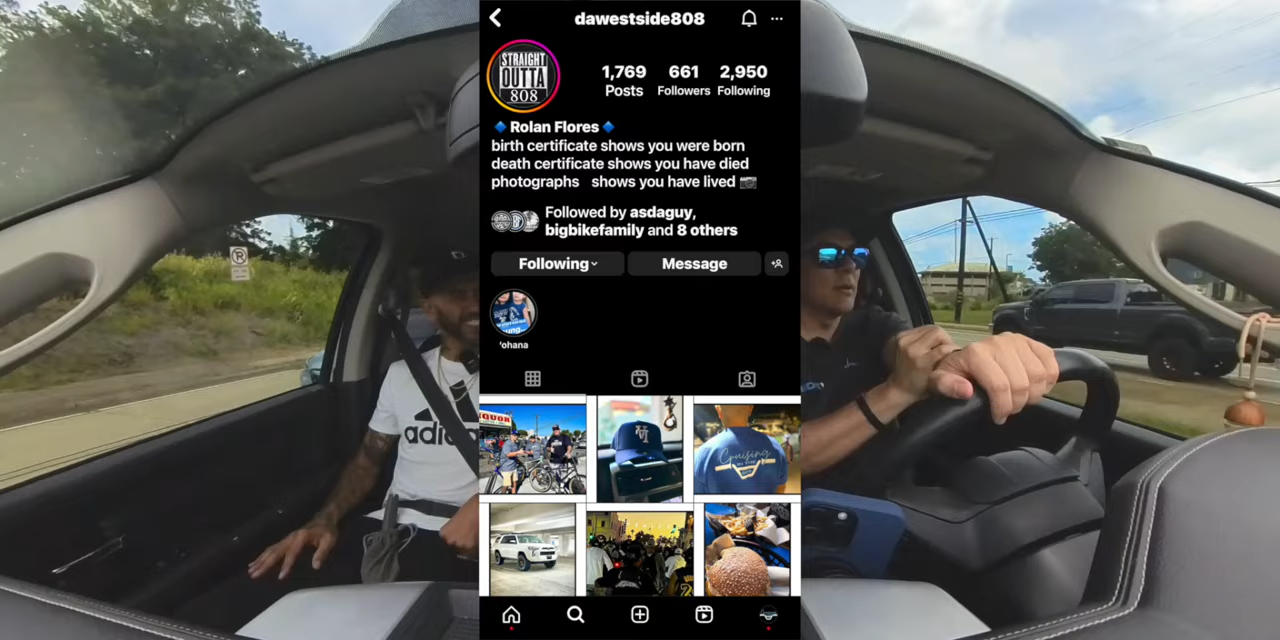 dawestside808
STRAIGHT
OUTTA
808
1,769
Posts
661
Followers
2,950
Following
Rolan Flores
birth certificate shows you were born
death certificate shows you have died
photographs shows you have lived
Followed by asdaguy,
bigbikefamily and 8 others
Following
Message
'ohana
adidas
Cruising